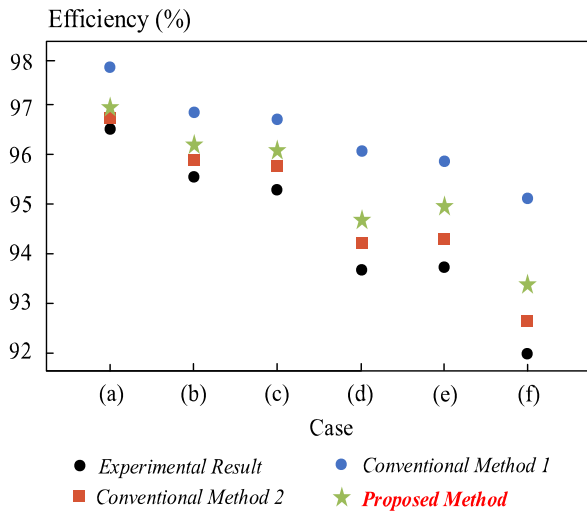 Efficiency (%)
98
97
96
95
94
93
92
(a) (b) (c) (d) (e) (f)
Case
Experimental Result Conventional Method 1
Conventional Method 2 Proposed Method